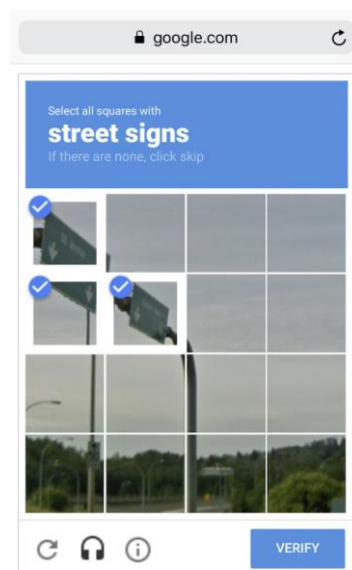 google.com
Select all squares with
street signs
If there are none, click skip
VERIFY